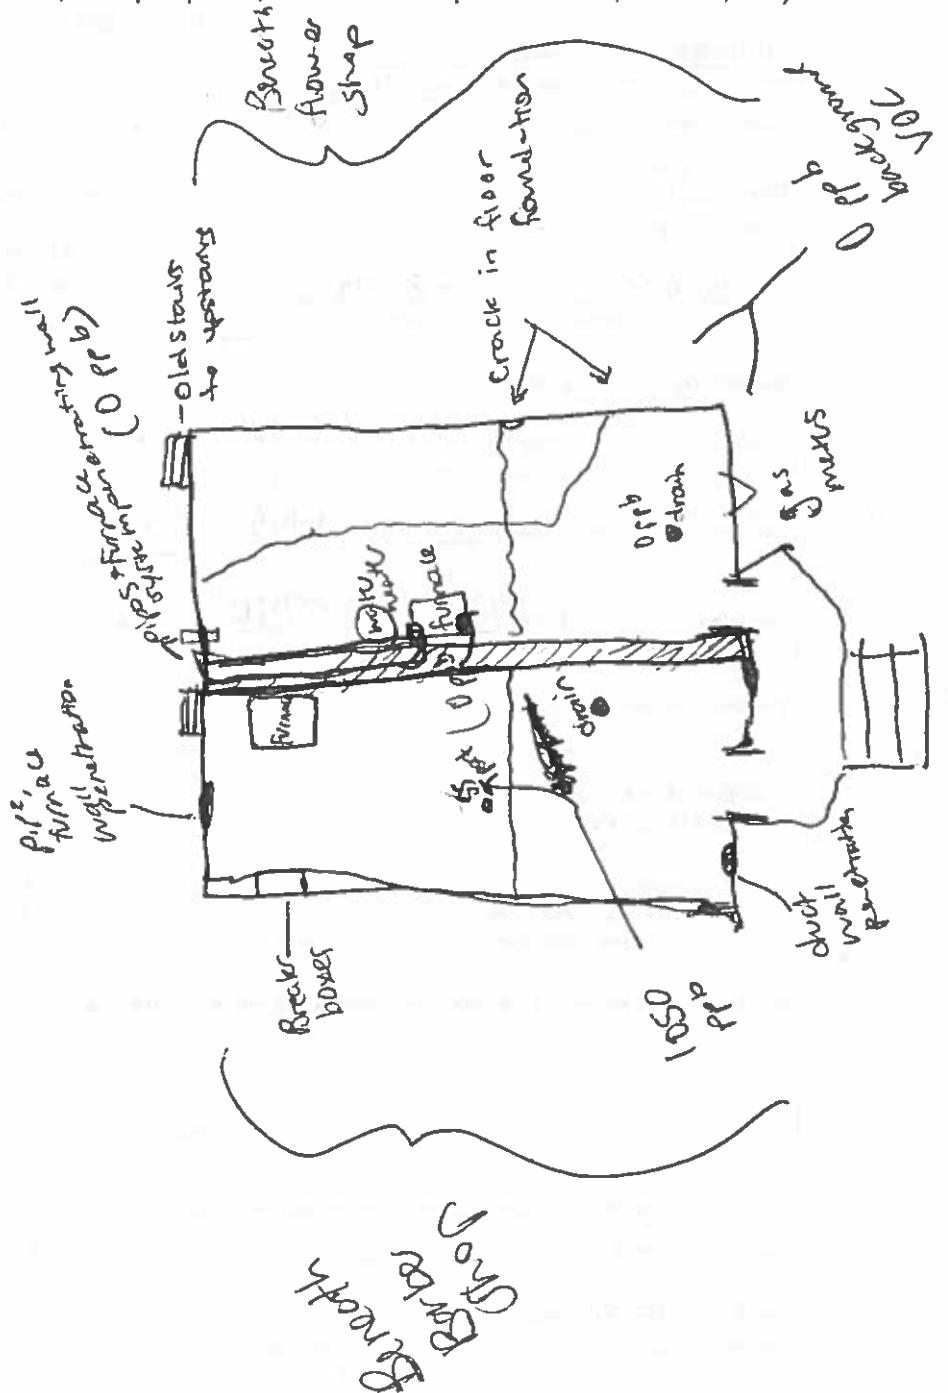 Beneath
flower
shop
crack in floor
foundation
0 ppb
background
VOC
old stairs
to upstairs
pipes + furnace
system penetrating wall
(0 ppb)
water
heater
furnace
0 ppb
drain
gas
meters
pipe,
furnace
wall
penetration
furnace
drain
Breaker
boxes
1050
ppb
duct
wall
penetration
Beneath
Barber
Shop